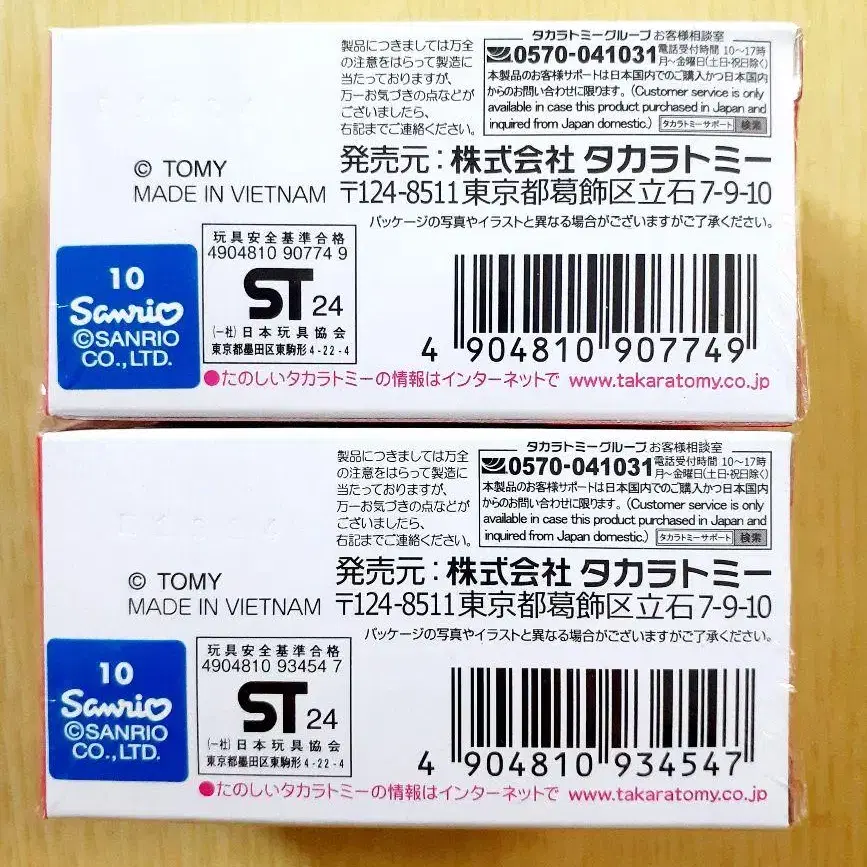 製品につきましては万全
の注意をはらって製造に
当たっておりますが、
万一お気づきの点などが
ございましたら、
右記までご連絡ください。
タカラトミーグループ お客様相談室
0570-041031 電話受付時間 10〜17時
月〜金曜日(土・日・祝日除く)
本製品のお客様サポートは日本国内でのご購入かつ日本国内
からのお問い合わせに限ります。(Customer service is only
available in case this product purchased in Japan and
inquired from Japan domestic.) タカラトミーサポート 検索
© TOMY
MADE IN VIETNAM
発売元:株式会社 タカラトミー
〒124-8511東京都葛飾区立石7-9-10
パッケージの写真やイラストと異なる場合がございますがご了承ください。
10
Sanrio
©SANRIO
CO.,LTD.
玩具安全基準合格
4904810 90774 9
ST 24
(一社)日本玩具協会
東京都墨田区東駒形4-22-4
4 904810 907749
●たのしいタカラトミーの情報はインターネットで www.takaratomy.co.jp
製品につきましては万全
の注意をはらって製造に
当たっておりますが、
万一お気づきの点などが
ございましたら、
右記までご連絡ください。
タカラトミーグループ お客様相談室
0570-041031 電話受付時間 10〜17時
月〜金曜日(土・日・祝日除く)
本製品のお客様サポートは日本国内でのご購入かつ日本国内
からのお問い合わせに限ります。(Customer service is only
available in case this product purchased in Japan and
inquired from Japan domestic.) タカラトミーサポート 検索
© TOMY
MADE IN VIETNAM
発売元:株式会社 タカラトミー
〒124-8511東京都葛飾区立石7-9-10
パッケージの写真やイラストと異なる場合がございますがご了承ください。
10
Sanrio
©SANRIO
CO.,LTD.
玩具安全基準合格
4904810 93454 7
ST 24
(一社)日本玩具協会
東京都墨田区東駒形4-22-4
4 904810 934547
●たのしいタカラトミーの情報はインターネットで www.takaratomy.co.jp